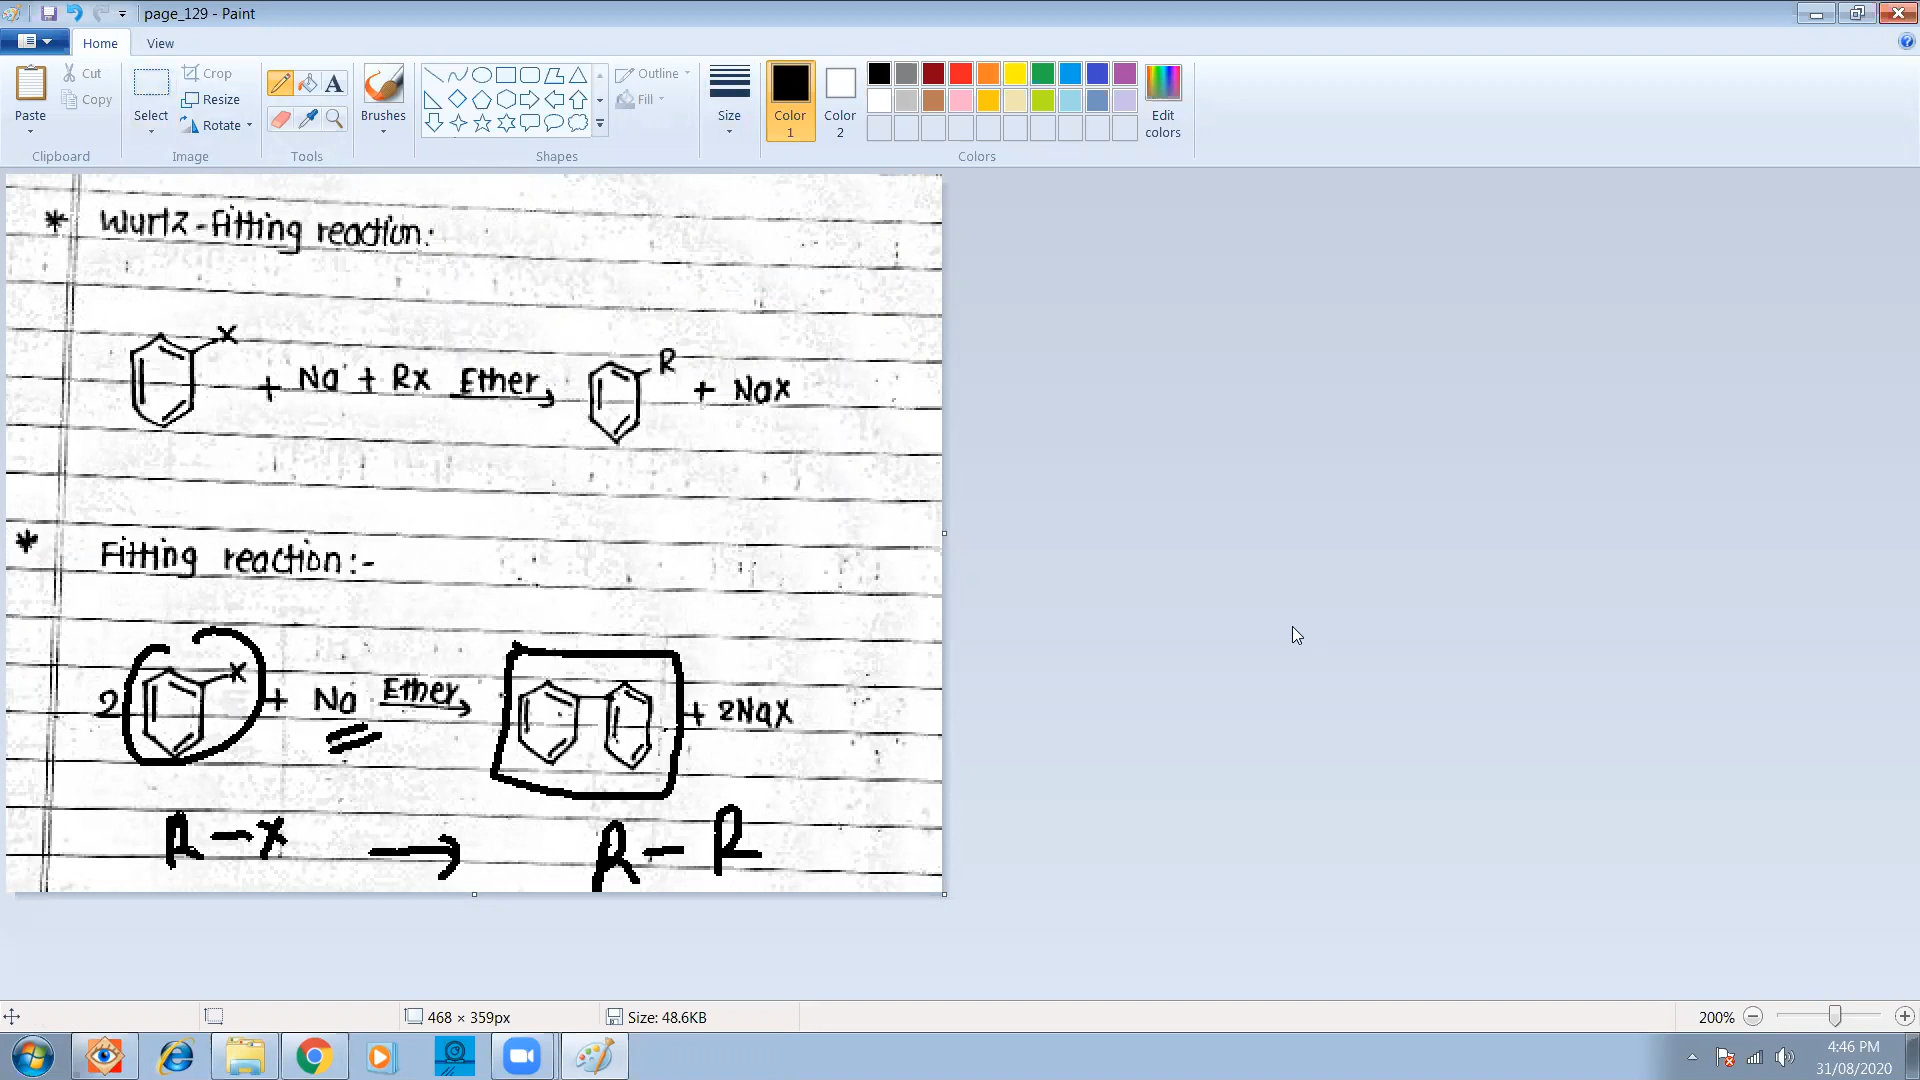 page_129 - Paint
Home View
Paste Cut Copy Select Crop Resize Rotate Brushes Outline Fill Size Color 1 Color 2 Edit colors
Clipboard Image Tools Shapes Colors
* Wurtz-Fitting reaction:
X
+ Na + Rx Ether R + Nax
* Fitting reaction:-
2 X + Na Ether + 2NaX
R - X → R - R
468 × 359px Size: 48.6KB 200%
4:46 PM
31/08/2020